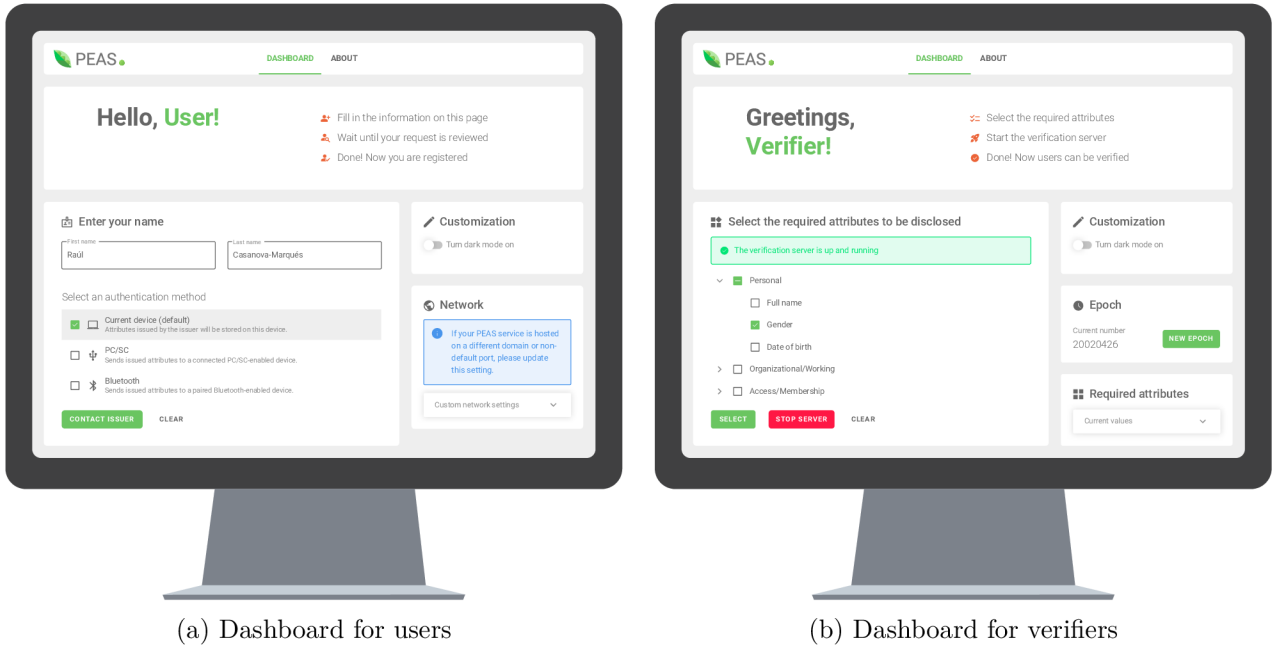 PEAS
DASHBOARD ABOUT
Hello, User!
Fill in the information on this page
Wait until your request is reviewed
Done! Now you are registered
Enter your name
First name
Raúl
Last name
Casanova-Marqués
Select an authentication method
Current device (default)
Attributes issued by the issuer will be stored on this device.
PC/SC
Sends issued attributes to a connected PC/SC-enabled device.
Bluetooth
Sends issued attributes to a paired Bluetooth-enabled device.
CONTACT ISSUER CLEAR
Customization
Turn dark mode on
Network
If your PEAS service is hosted
on a different domain or non-
default port, please update
this setting.
Custom network settings
(a) Dashboard for users
PEAS
DASHBOARD ABOUT
Greetings,
Verifier!
Select the required attributes
Start the verification server
Done! Now users can be verified
Select the required attributes to be disclosed
The verification server is up and running
Personal
Full name
Gender
Date of birth
Organizational/Working
Access/Membership
SELECT STOP SERVER CLEAR
Customization
Turn dark mode on
Epoch
Current number
20020426
NEW EPOCH
Required attributes
Current values
(b) Dashboard for verifiers